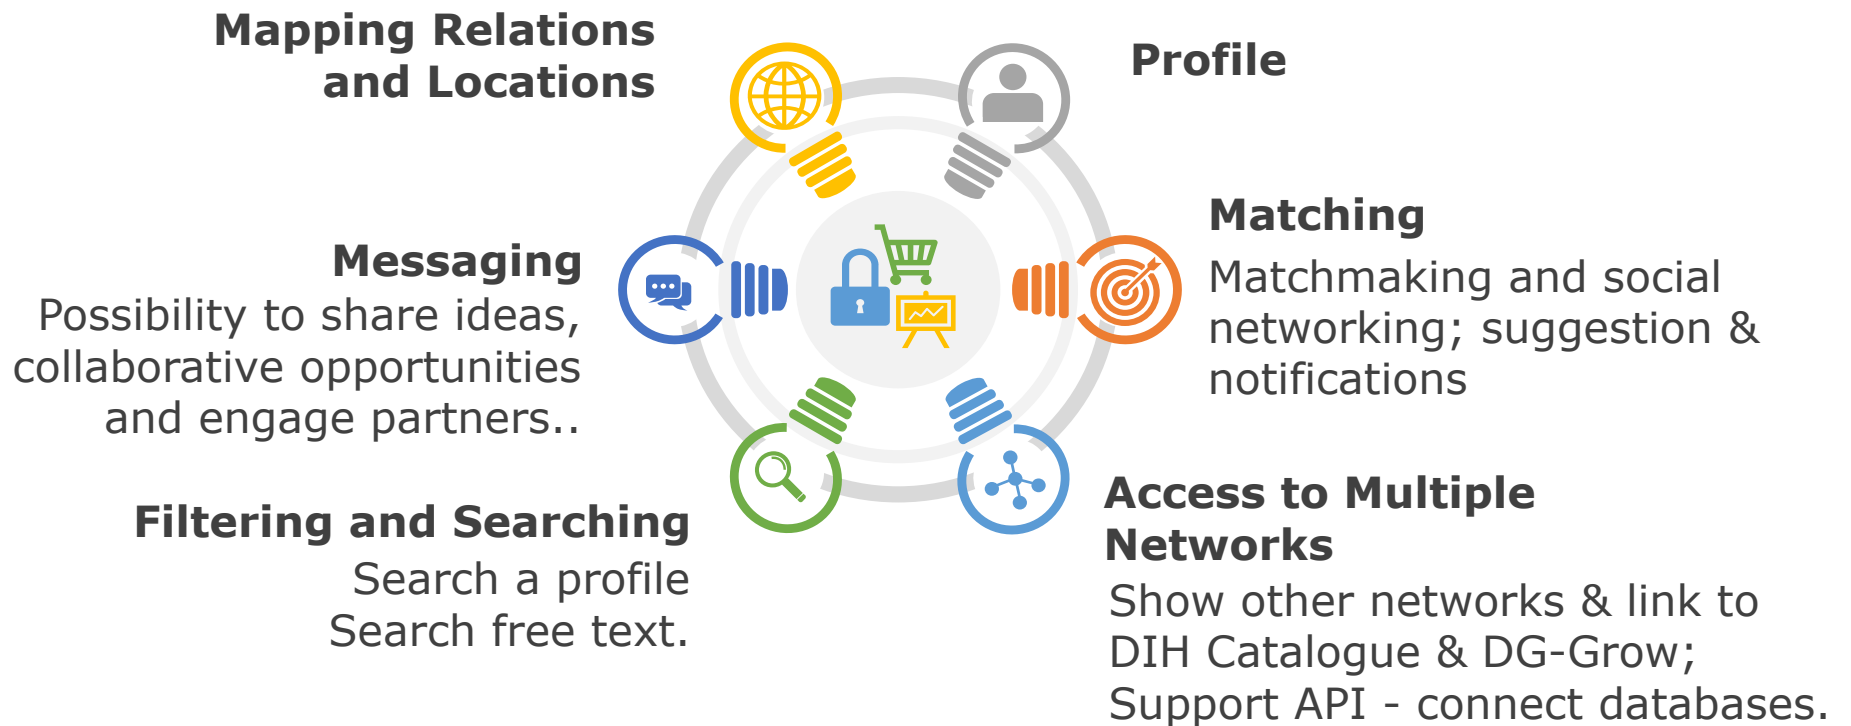 Mapping Relations
and Locations
Profile
Matching
Matchmaking and social
networking; suggestion &
notifications
Messaging
Possibility to share ideas,
collaborative opportunities
and engage partners..
Filtering and Searching
Search a profile
Search free text.
Access to Multiple
Networks
Show other networks & link to
DIH Catalogue & DG-Grow;
Support API - connect databases.